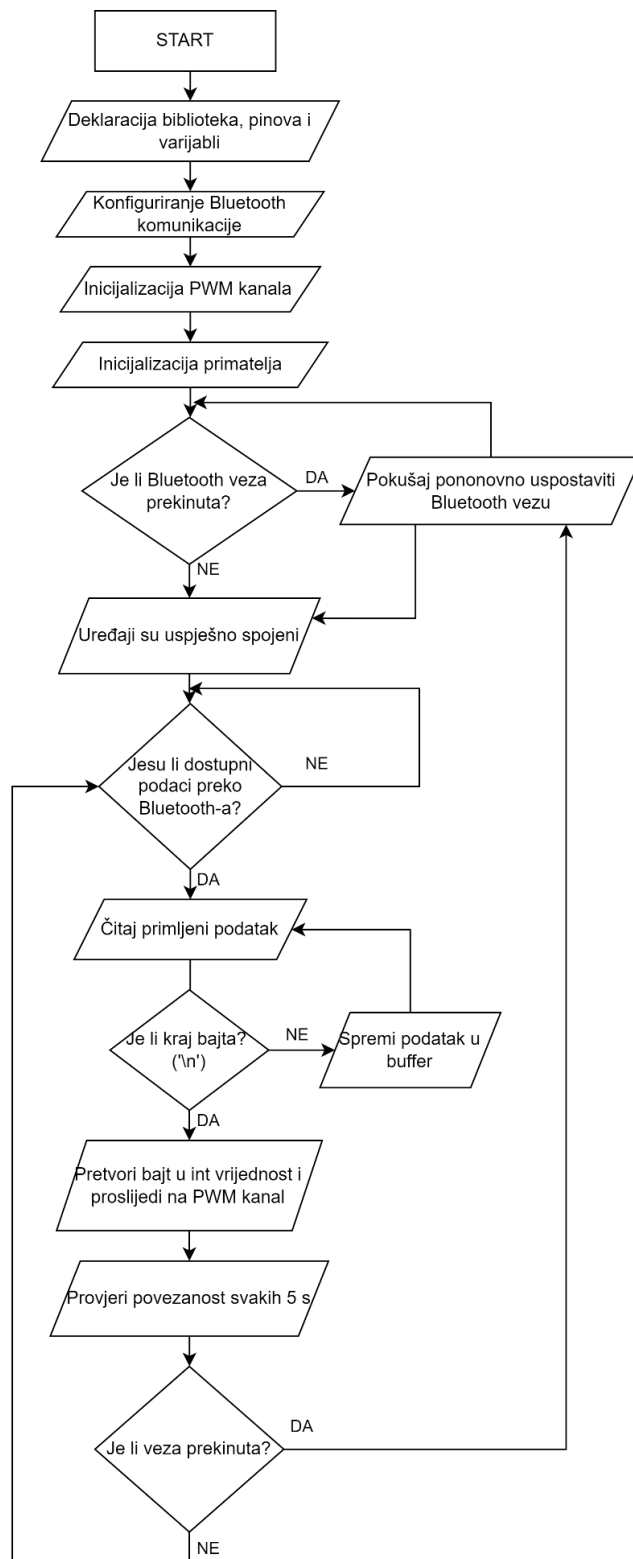 START
Deklaracija biblioteka, pinova i
varijabli
Konfiguriranje Bluetooth
komunikacije
Inicijalizacija PWM kanala
Inicijalizacija primatelja
Je li Bluetooth veza
prekinuta?
DA
Pokušaj pononovno uspostaviti
Bluetooth vezu
NE
Uređaji su uspješno spojeni
Jesu li dostupni
podaci preko
Bluetooth-a?
NE
DA
Čitaj primljeni podatak
Je li kraj bajta?
('\n')
NE
Spremi podatak u
buffer
DA
Pretvori bajt u int vrijednost i
proslijedi na PWM kanal
Provjeri povezanost svakih 5 s
Je li veza prekinuta?
DA
NE